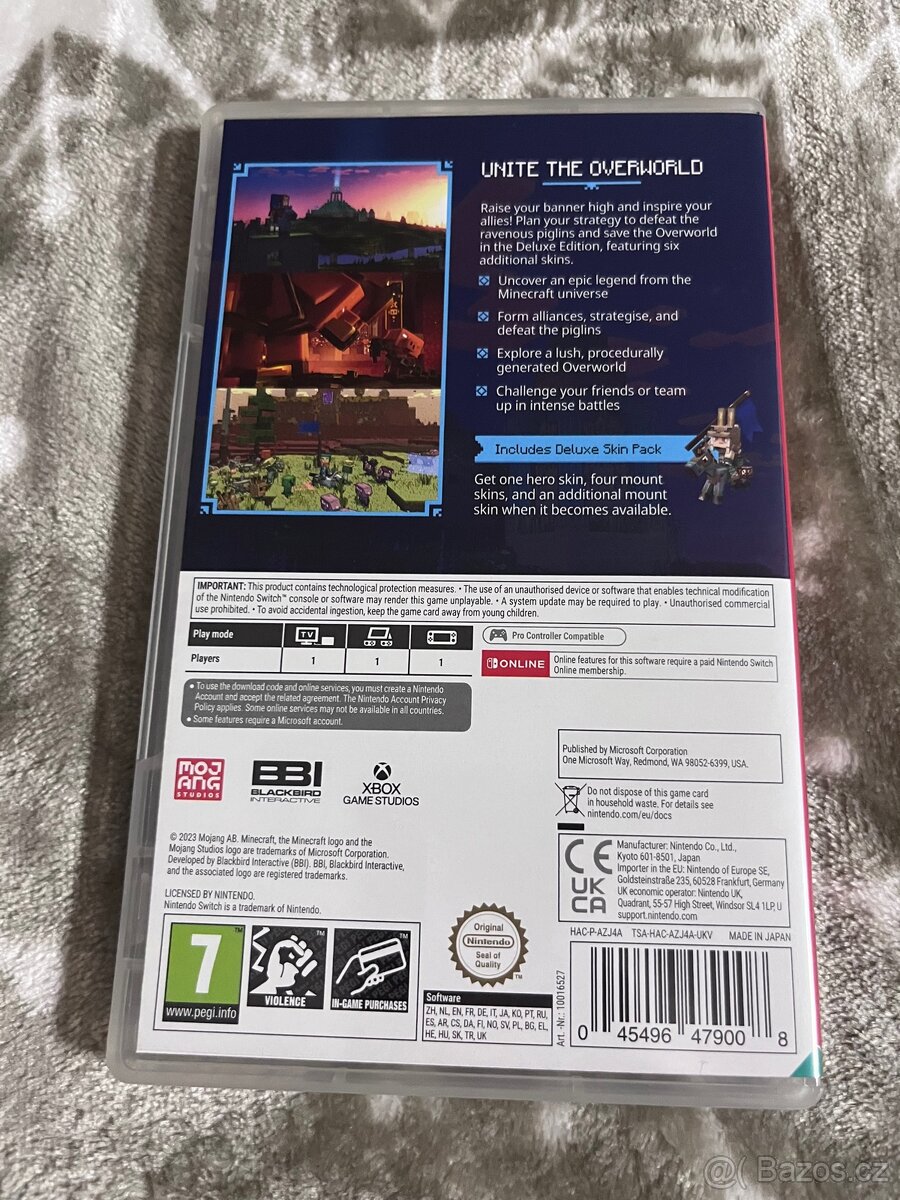 UNITE THE OVERWORLD
Raise your banner high and inspire your
allies! Plan your strategy to defeat the
ravenous piglins and save the Overworld
in the Deluxe Edition, featuring six
additional skins.
Uncover an epic legend from the
Minecraft universe
Form alliances, strategise, and
defeat the piglins
Explore a lush, procedurally
generated Overworld
Challenge your friends or team
up in intense battles
Includes Deluxe Skin Pack
Get one hero skin, four mount
skins, and an additional mount
skin when it becomes available.
IMPORTANT: This product contains technological protection measures. • The use of an unauthorised device or software that enables technical modification
of the Nintendo Switch™ console or software may render this game unplayable. • A system update may be required to play. • Unauthorised commercial
use prohibited. • To avoid accidental ingestion, keep the game card away from young children.
Play mode TV
Players 1 1 1
Pro Controller Compatible
ONLINE
Online features for this software require a paid Nintendo Switch
Online membership.
• To use the download code and online services, you must create a Nintendo
Account and accept the related agreement. The Nintendo Account Privacy
Policy applies. Some online services may not be available in all countries.
• Some features require a Microsoft account.
MOJ
ANG
STUDIOS
BBI
BLACKBIRD
INTERACTIVE
XBOX
GAME STUDIOS
Published by Microsoft Corporation
One Microsoft Way, Redmond, WA 98052-6399, USA.
Do not dispose of this game card
in household waste. For details see
nintendo.com/eu/docs
© 2023 Mojang AB. Minecraft, the Minecraft logo and the
Mojang Studios logo are trademarks of Microsoft Corporation.
Developed by Blackbird Interactive (BBI). BBI, Blackbird Interactive,
and the associated logo are registered trademarks.
LICENSED BY NINTENDO.
Nintendo Switch is a trademark of Nintendo.
CE
UK
CA
Manufacturer: Nintendo Co., Ltd.,
Kyoto 601-8501, Japan
Importer in the EU: Nintendo of Europe SE,
Goldsteinstraße 235, 60528 Frankfurt, Germany
UK economic operator: Nintendo UK,
Quadrant, 55-57 High Street, Windsor SL4 1LP, U
support.nintendo.com
HAC-P-AZJ4A TSA-HAC-AZJ4A-UKV MADE IN JAPAN
7
www.pegi.info
VIOLENCE
IN-GAME PURCHASES
Original
Nintendo
Seal of
Quality
TM
Software
ZH, NL, EN, FR, DE, IT, JA, KO, PT, RU,
ES, AR, CS, DA, FI, NO, SV, PL, BG, EL,
HE, HU, SK, TR, UK
Art. -Nr.: 10016527
0 45496 47900 8
@( Bazos.cz